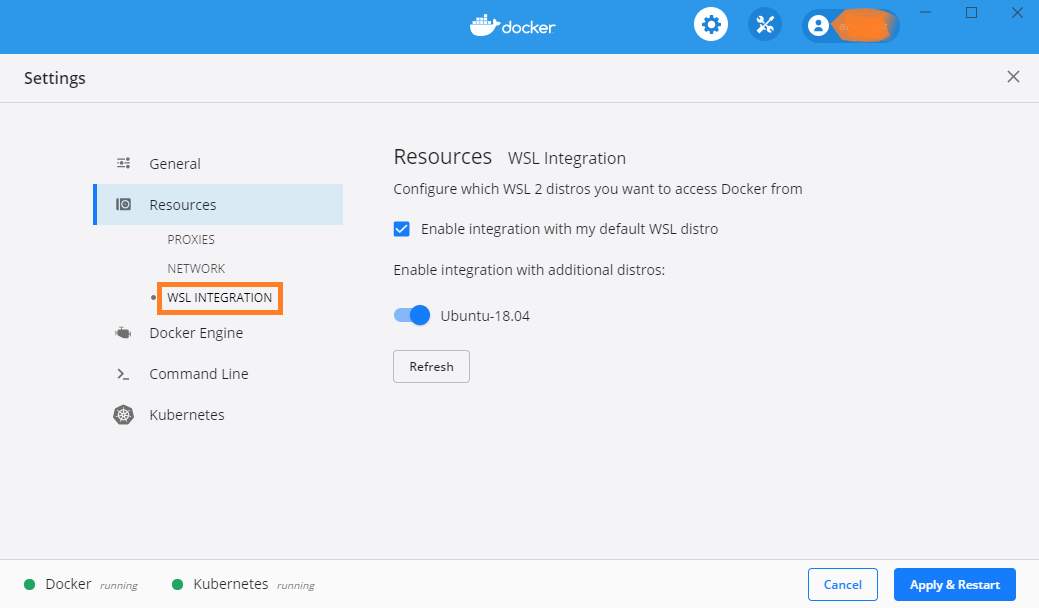 docker
Settings
General
Resources
PROXIES
NETWORK
WSL INTEGRATION
Docker Engine
Command Line
Kubernetes
Resources WSL Integration
Configure which WSL 2 distros you want to access Docker from
Enable integration with my default WSL distro
Enable integration with additional distros:
Ubuntu-18.04
Refresh
Docker running
Kubernetes running
Cancel
Apply & Restart